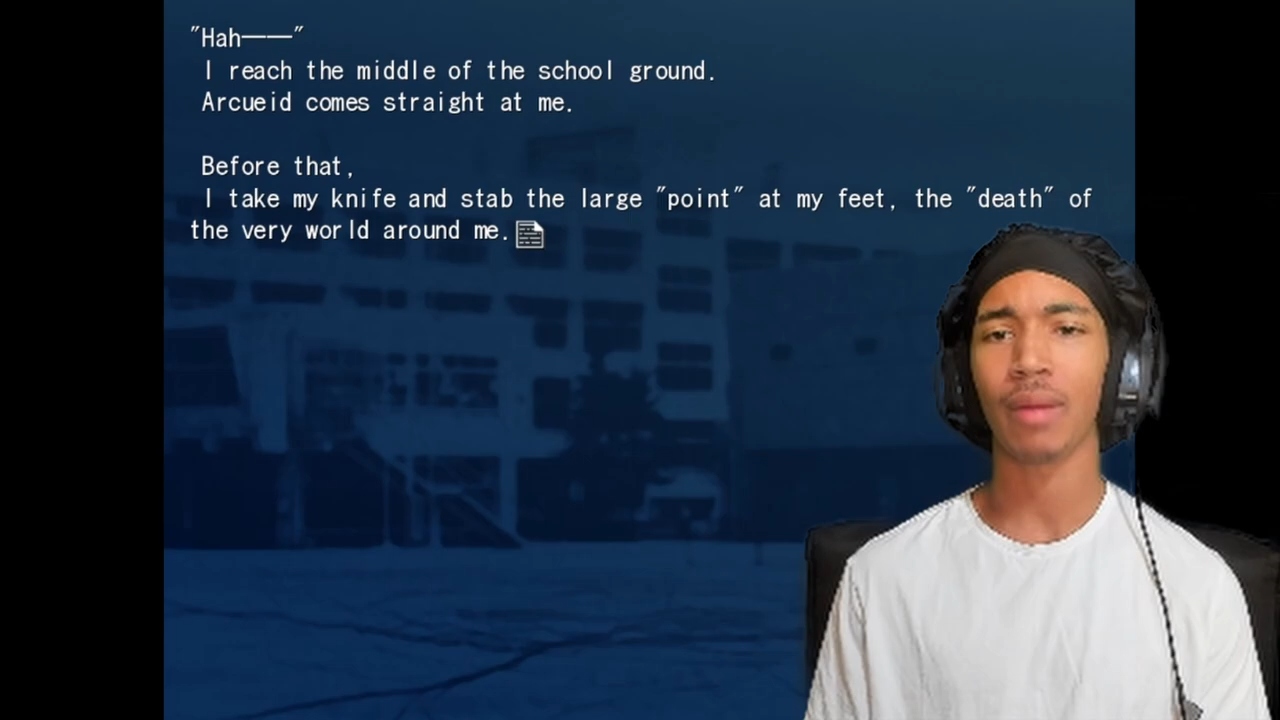 "Hah――"
I reach the middle of the school ground.
Arcueid comes straight at me.
Before that,
I take my knife and stab the large "point" at my feet, the "death" of
the very world around me.